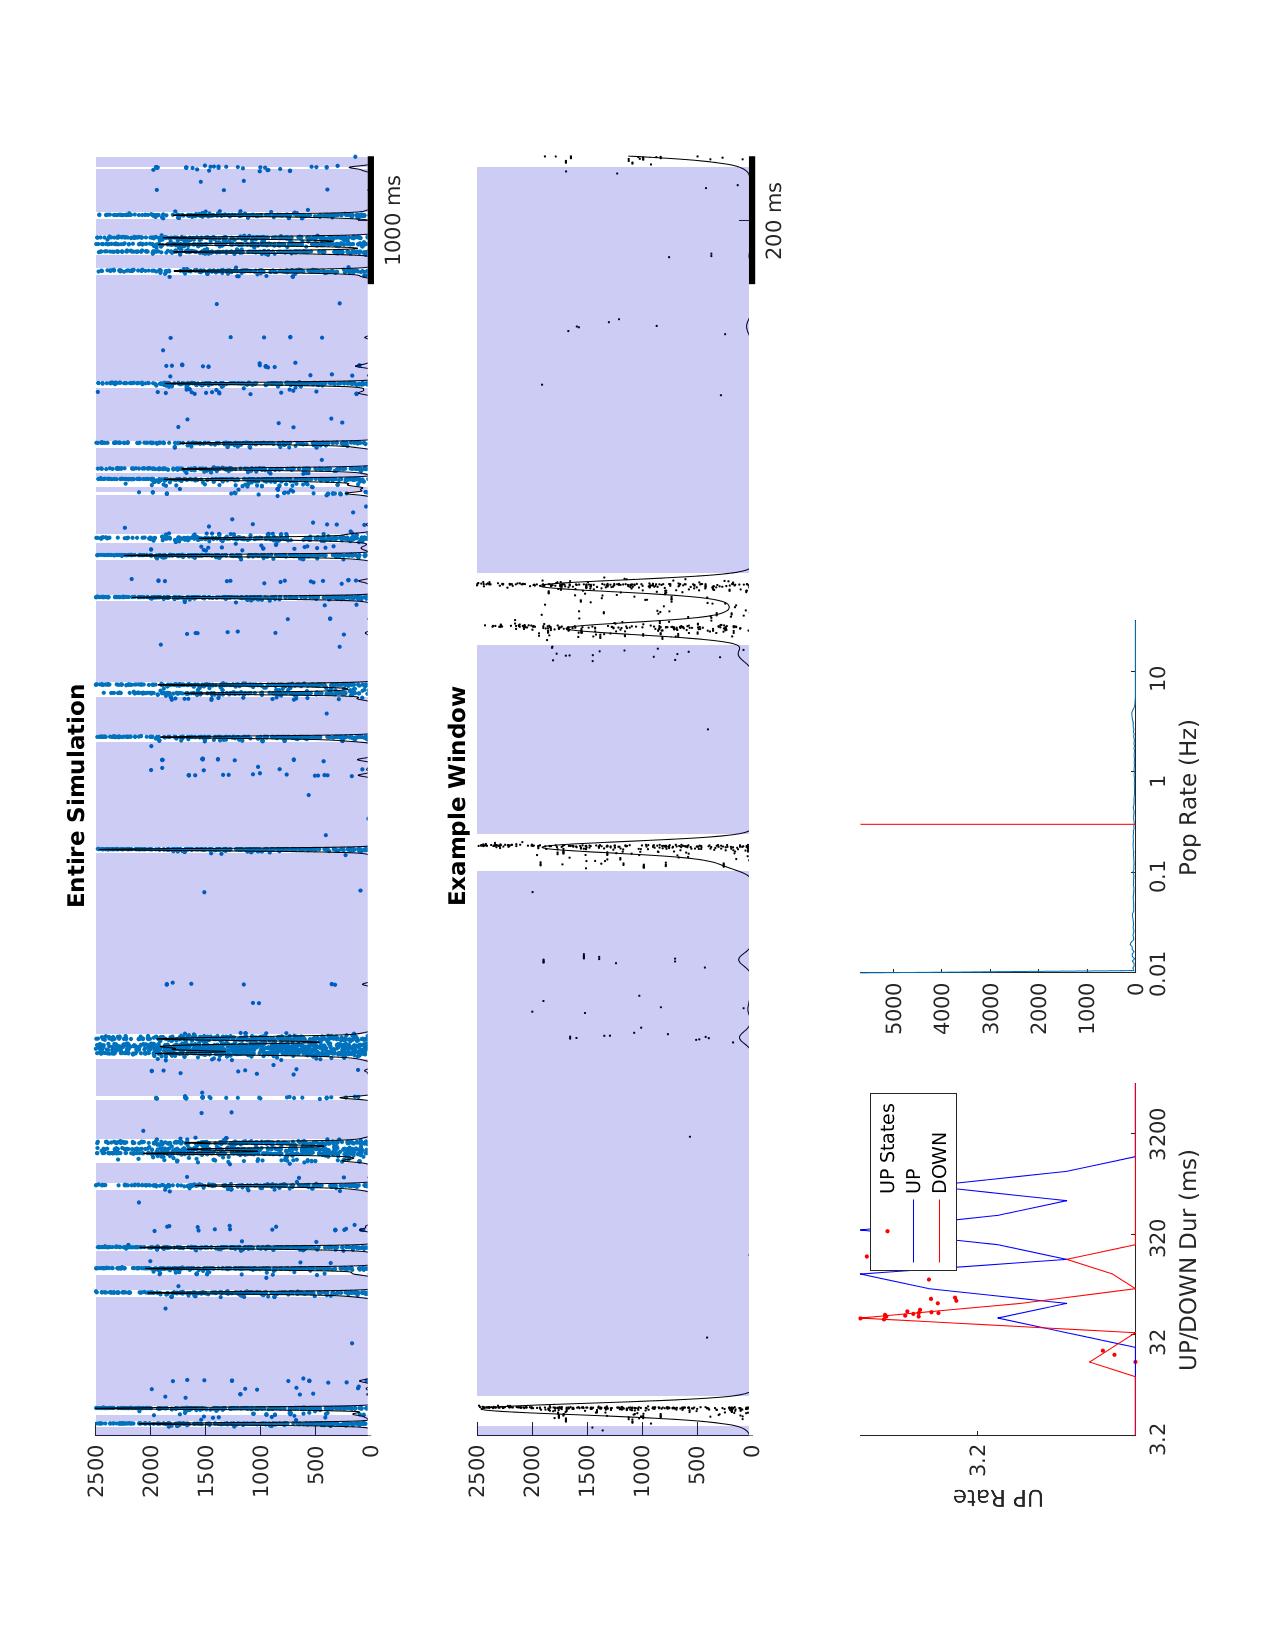 Entire Simulation
2500
2000
1500
1000
500
0
1000 ms
Example Window
2500
2000
1500
1000
500
0
200 ms
UP Rate
3.2
UP States
UP
DOWN
3.2 32 320 3200
UP/DOWN Dur (ms)
5000
4000
3000
2000
1000
0
0.01 0.1 1 10
Pop Rate (Hz)